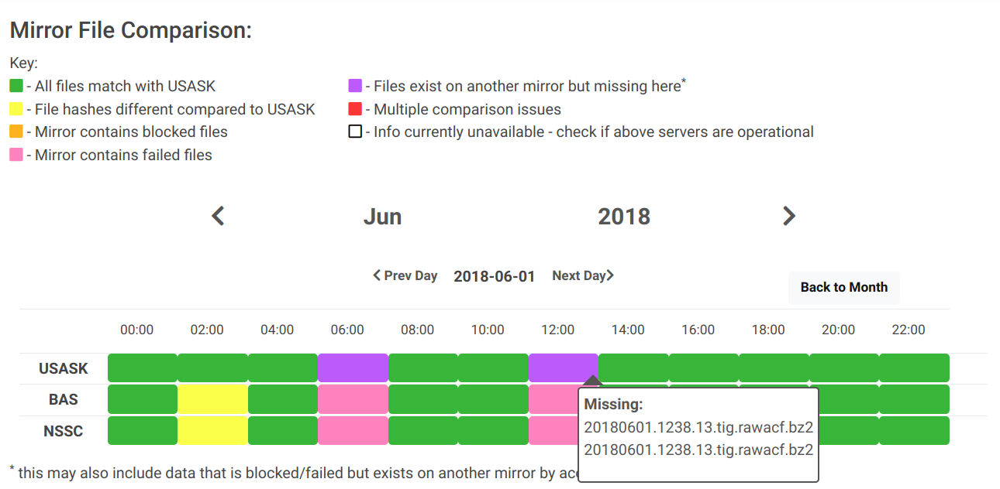 Mirror File Comparison:
Key:
- All files match with USASK
- Files exist on another mirror but missing here*
- File hashes different compared to USASK
- Multiple comparison issues
- Mirror contains blocked files
- Info currently unavailable - check if above servers are operational
- Mirror contains failed files
Jun 2018
Prev Day 2018-06-01 Next Day
Back to Month
00:00 02:00 04:00 06:00 08:00 10:00 12:00 14:00 16:00 18:00 20:00 22:00
USASK
BAS
NSSC
Missing:
20180601.1238.13.tig.rawacf.bz2
20180601.1238.13.tig.rawacf.bz2
* this may also include data that is blocked/failed but exists on another mirror by